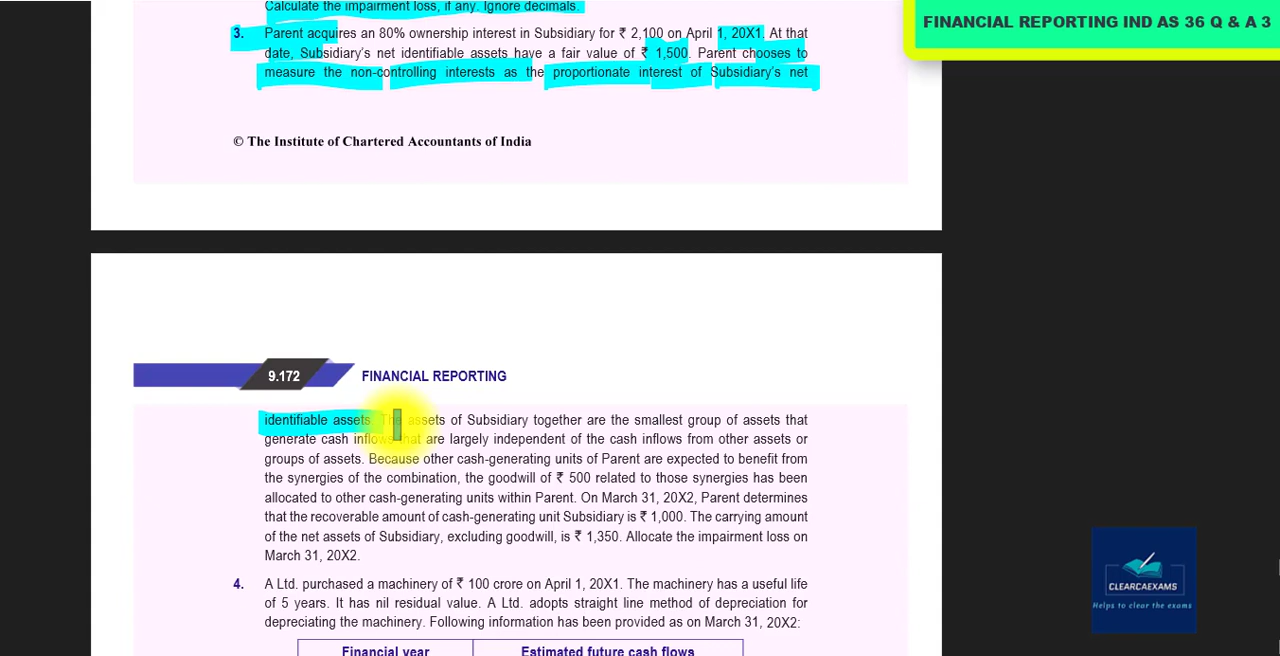 Calculate the impairment loss, if any. Ignore decimals.
FINANCIAL REPORTING IND AS 36 Q & A 3
3. Parent acquires an 80% ownership interest in Subsidiary for ₹ 2,100 on April 1, 20X1. At that
date, Subsidiary's net identifiable assets have a fair value of ₹ 1,500. Parent chooses to
measure the non-controlling interests as the proportionate interest of Subsidiary's net
© The Institute of Chartered Accountants of India
9.172 FINANCIAL REPORTING
identifiable assets. The assets of Subsidiary together are the smallest group of assets that
generate cash inflows that are largely independent of the cash inflows from other assets or
groups of assets. Because other cash-generating units of Parent are expected to benefit from
the synergies of the combination, the goodwill of ₹ 500 related to those synergies has been
allocated to other cash-generating units within Parent. On March 31, 20X2, Parent determines
that the recoverable amount of cash-generating unit Subsidiary is ₹ 1,000. The carrying amount
of the net assets of Subsidiary, excluding goodwill, is ₹ 1,350. Allocate the impairment loss on
March 31, 20X2.
4. A Ltd. purchased a machinery of ₹ 100 crore on April 1, 20X1. The machinery has a useful life
of 5 years. It has nil residual value. A Ltd. adopts straight line method of depreciation for
depreciating the machinery. Following information has been provided as on March 31, 20X2:
Financial year Estimated future cash flows
CLEARCAEXAMS
Helps to clear the exams